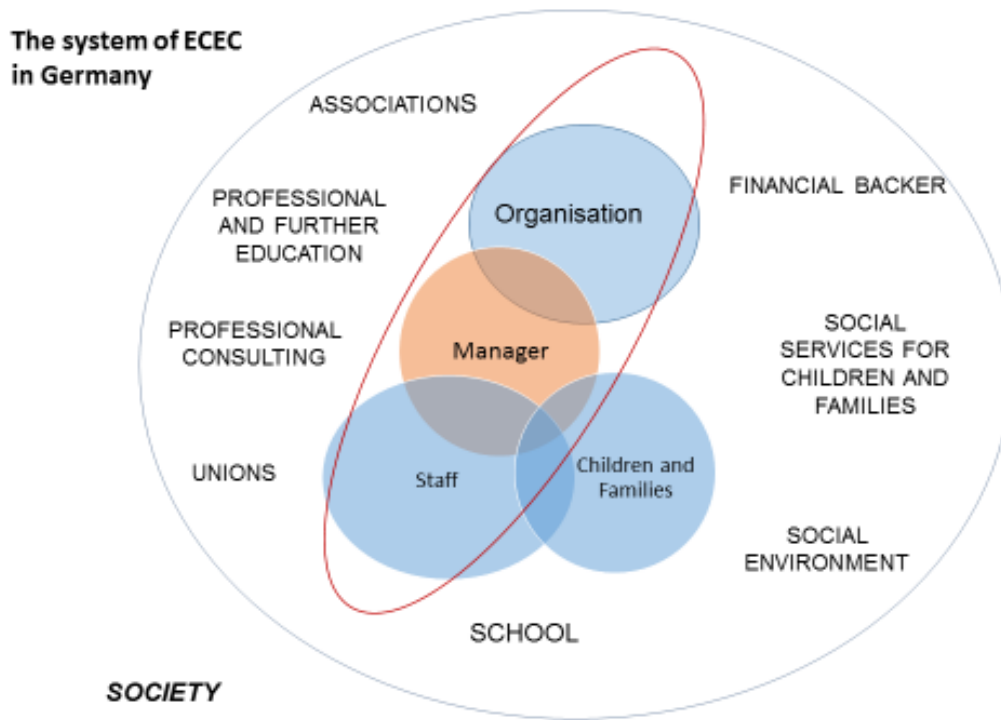 The system of ECEC
in Germany
ASSOCIATIONS
PROFESSIONAL
AND FURTHER
EDUCATION
FINANCIAL BACKER
Organisation
PROFESSIONAL
CONSULTING
Manager
SOCIAL
SERVICES FOR
CHILDREN AND
FAMILIES
UNIONS
Staff
Children and
Families
SOCIAL
ENVIRONMENT
SCHOOL
SOCIETY